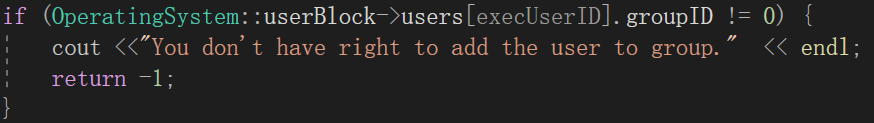 if (OperatingSystem::userBlock->users[execUserID].groupID != 0) {
cout <<"You don't have right to add the user to group." << endl;
return -1;
}